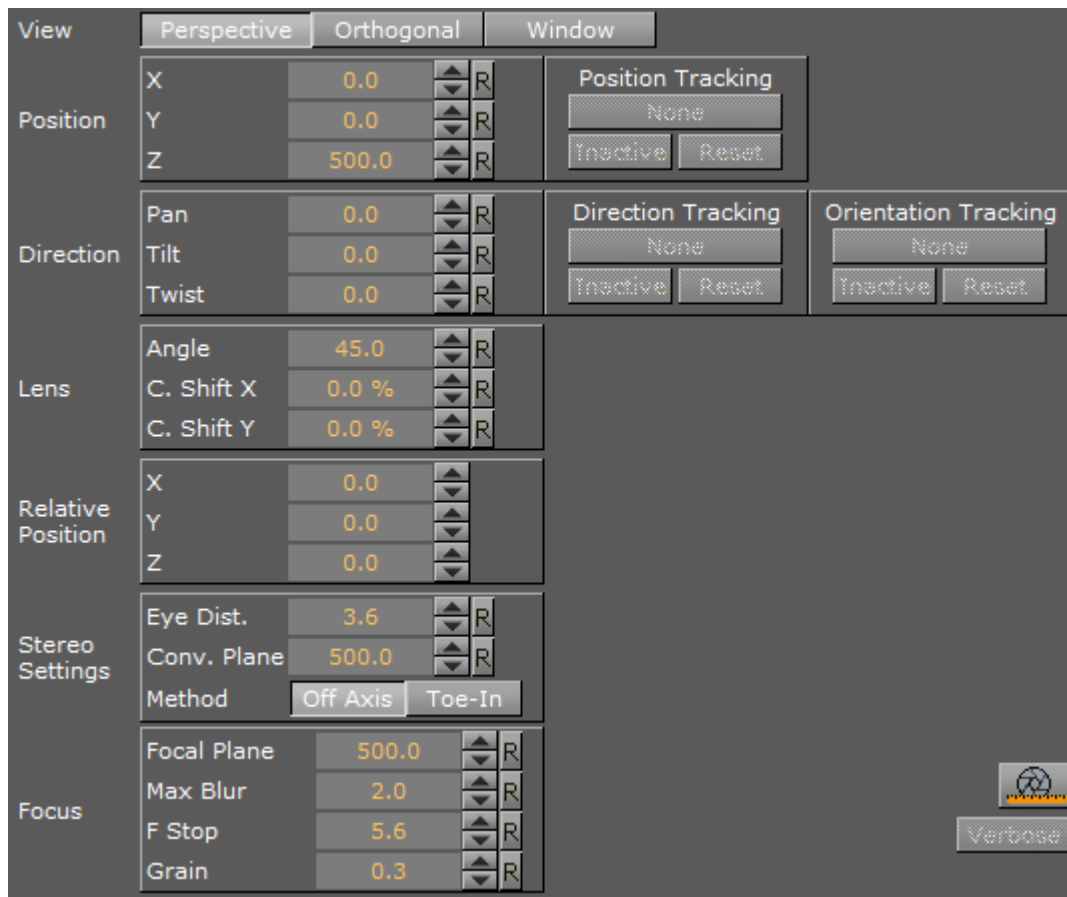 View Perspective Orthogonal Window
Position
X 0.0 R
Y 0.0 R
Z 500.0 R
Position Tracking
None
Inactive Reset
Direction
Pan 0.0 R
Tilt 0.0 R
Twist 0.0 R
Direction Tracking
None
Inactive Reset
Orientation Tracking
None
Inactive Reset
Lens
Angle 45.0 R
C. Shift X 0.0 % R
C. Shift Y 0.0 % R
Relative
Position
X 0.0
Y 0.0
Z 0.0
Stereo
Settings
Eye Dist. 3.6 R
Conv. Plane 500.0 R
Method Off Axis Toe-In
Focus
Focal Plane 500.0 R
Max Blur 2.0 R
F Stop 5.6 R
Grain 0.3 R
Verbose